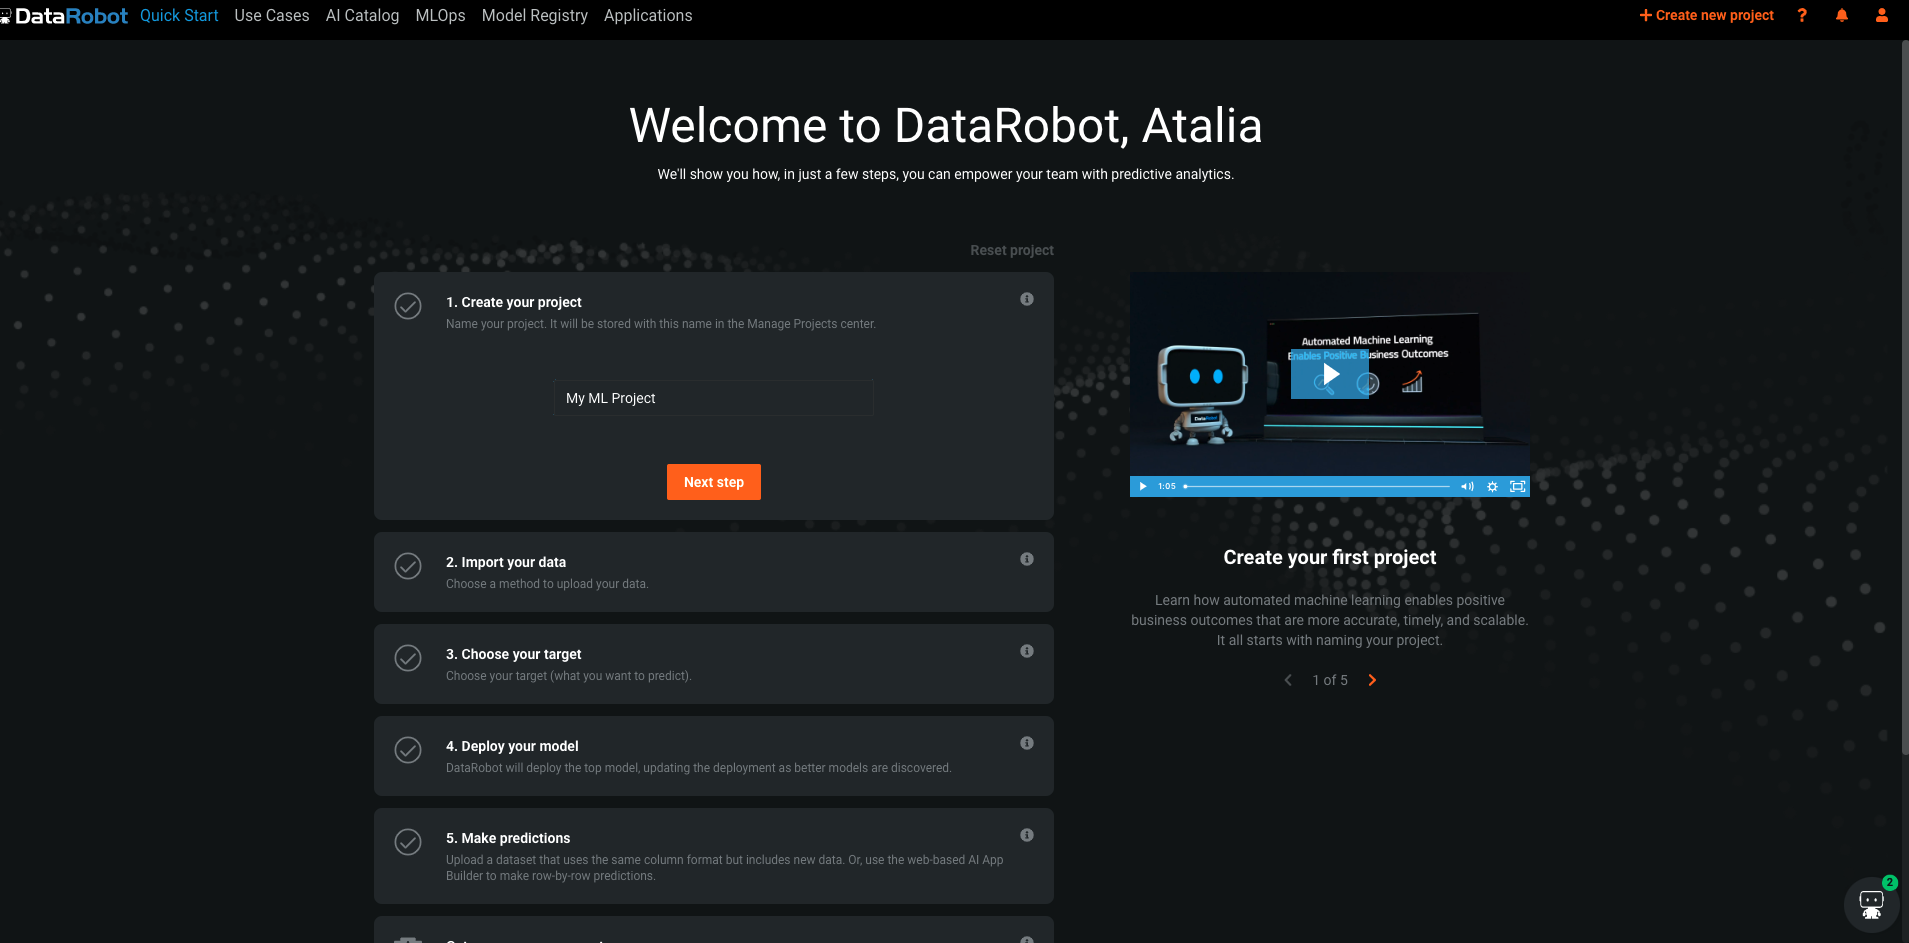 DataRobot Quick Start Use Cases AI Catalog MLOps Model Registry Applications
Create new project ? 
Welcome to DataRobot, Atalia
We'll show you how, in just a few steps, you can empower your team with predictive analytics.
Reset project
1. Create your project
Name your project. It will be stored with this name in the Manage Projects center.
My ML Project
Next step
2. Import your data
Choose a method to upload your data.
3. Choose your target
Choose your target (what you want to predict).
4. Deploy your model
DataRobot will deploy the top model, updating the deployment as better models are discovered.
5. Make predictions
Upload a dataset that uses the same column format but includes new data. Or, use the web-based AI App
Builder to make row-by-row predictions.
Automated Machine Learning
Enables Positive Business Outcomes
DataRobot
1:05
Create your first project
Learn how automated machine learning enables positive
business outcomes that are more accurate, timely, and scalable.
It all starts with naming your project.
1 of 5
2